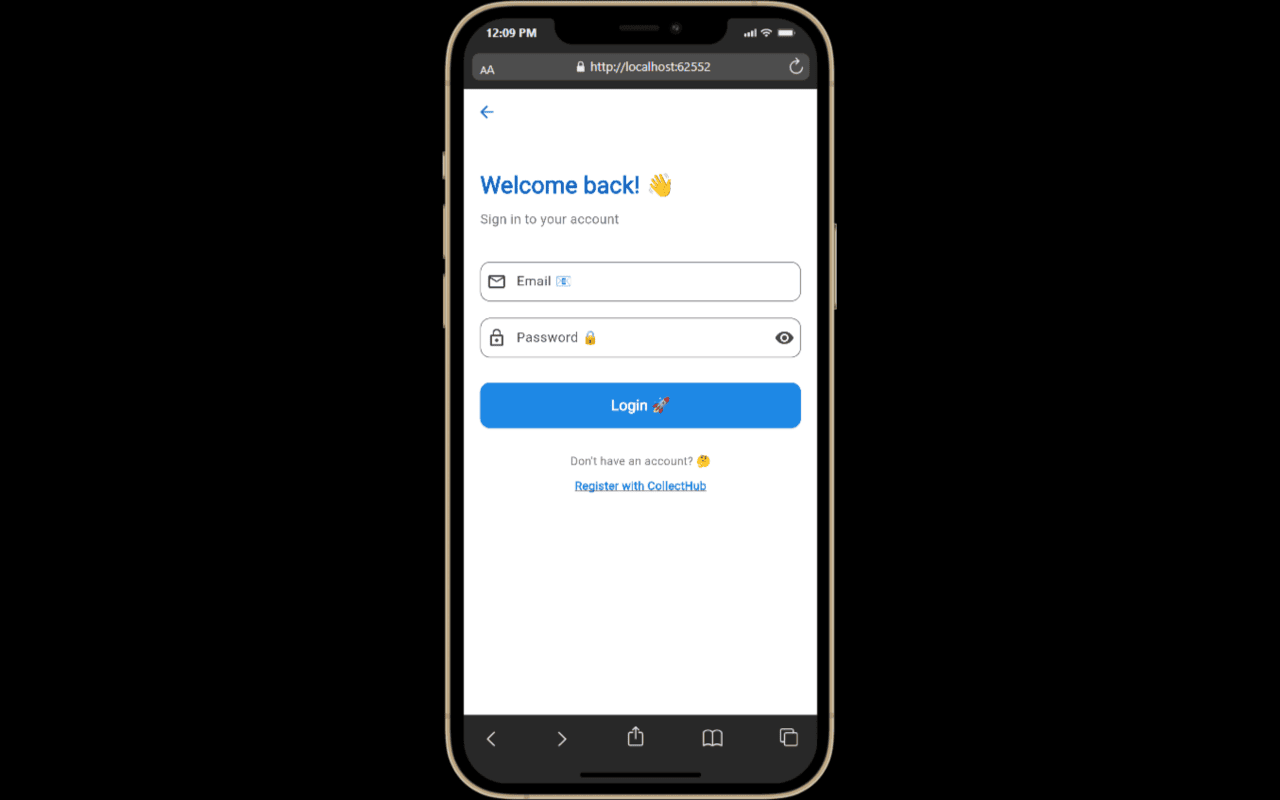 12:09 PM
AA
http://localhost:62552
Welcome back! 👋
Sign in to your account
Email 📧
Password 🔒
Login 🚀
Don't have an account? 🤔
Register with CollectHub